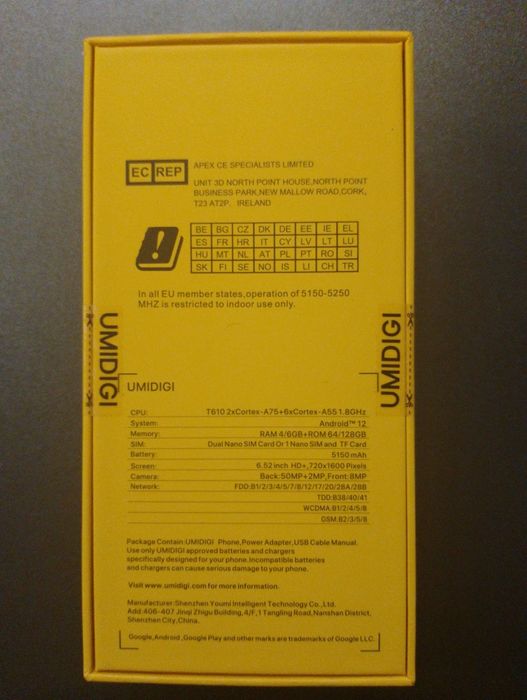 EC REP
APEX CE SPECIALISTS LIMITED
UNIT 3D NORTH POINT HOUSE,NORTH POINT
BUSINESS PARK,NEW MALLOW ROAD,CORK,
T23 AT2P. IRELAND
BE BG CZ DK DE EE IE EL
ES FR HR IT CY LV LT LU
HU MT NL AT PL PT RO SI
SK FI SE NO IS LI CH TR
In all EU member states,operation of 5150-5250
MHZ is restricted to indoor use only.
UMIDIGI
UMIDIGI
UMIDIGI
CPU: T610 2xCortex-A75+6xCortex-A55 1.8GHz
System: Android™ 12
Memory: RAM 4/6GB+ROM 64/128GB
SIM: Dual Nano SIM Card Or 1 Nano SIM and TF Card
Battery: 5150 mAh
Screen: 6.52 inch HD+,720x1600 Pixels
Camera: Back:50MP+2MP,Front:8MP
Network: FDD:B1/2/3/4/5/7/8/12/17/20/28A/28B
TDD:B38/40/41
WCDMA:B1/2/4/5/8
GSM:B2/3/5/8
Package Contain:UMIDIGI Phone,Power Adapter,USB Cable Manual.
Use only UMIDIGI approved batteries and chargers
specifically designed for your phone.Incompatible batteries
and chargers can cause serious damage to your phone.
Visit www.umidigi.com for more information.
Manufacturer:Shenzhen Youmi Intelligent Technology Co.,Ltd.
Add:406-407 Jinqi Zhigu Building,4/F,1 Tangling Road,Nanshan District,
Shenzhen City,China.
Google,Android ,Google Play and other marks are trademarks of Google LLC.